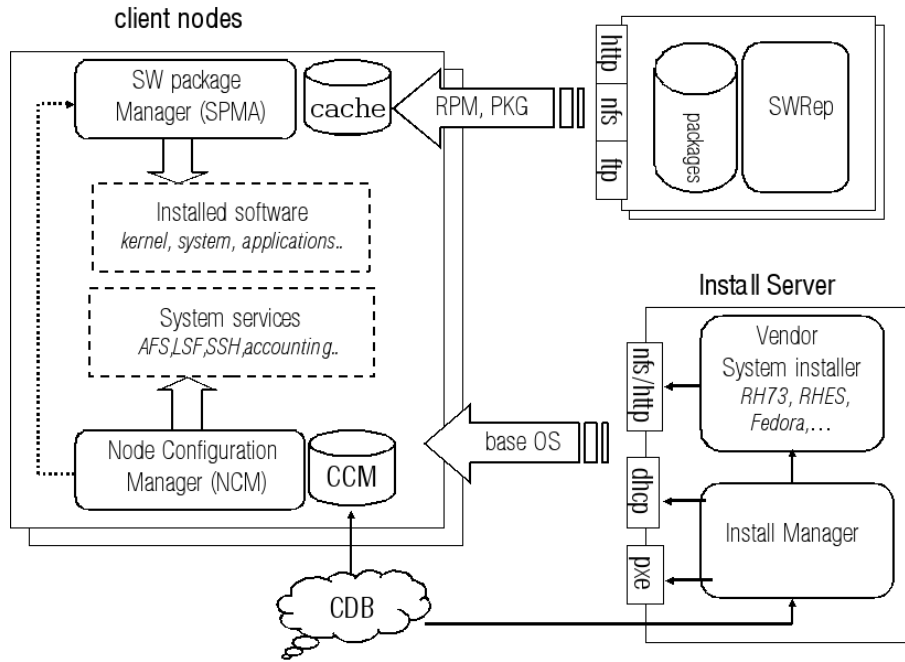 client nodes
SW package
Manager (SPMA)
cache
RPM, PKG
http
nfs
ftp
packages
SWRep
Installed software
kernel, system, applications..
System services
AFS,LSF,SSH,accounting..
Node Configuration
Manager (NCM)
CCM
base OS
Install Server
nfs/http
dhcp
pxe
Vendor
System installer
RH73, RHES,
Fedora,...
Install Manager
CDB